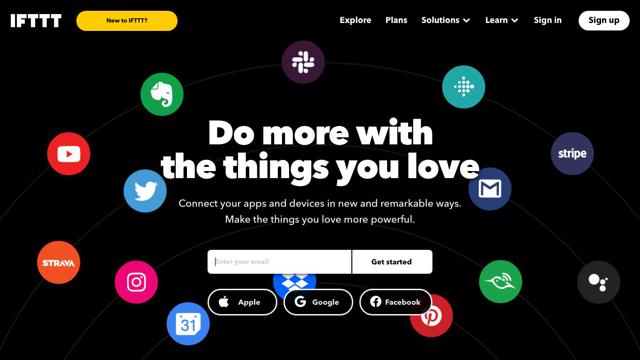 IFTTT
New to IFTTT?
Explore
Plans
Solutions
Learn
Sign in
Sign up
Do more with
the things you love
stripe
Connect your apps and devices in new and remarkable ways.
Make the things you love more powerful.
STRAVA
Enter your email
Get started
Apple
Google
Facebook
31